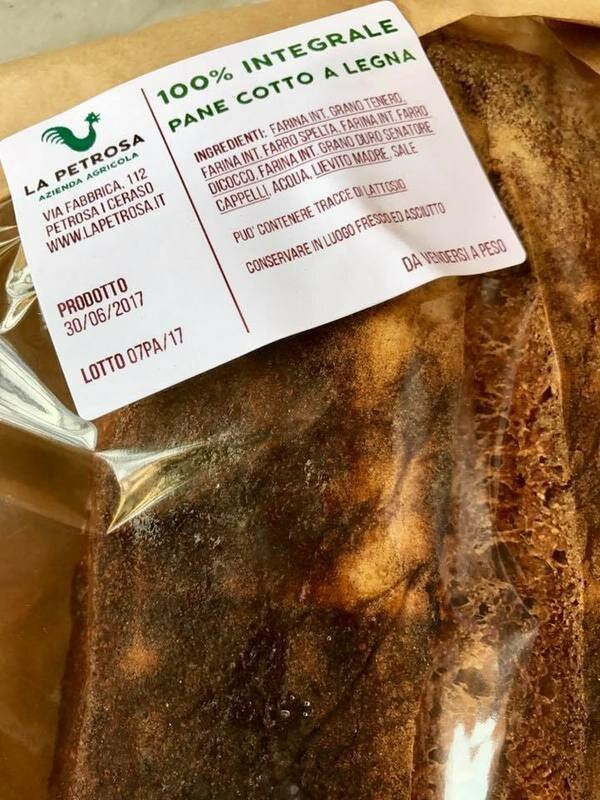 LA PETROSA
AZIENDA AGRICOLA
VIA FABBRICA, 112
PETROSA | CERASO
WWW.LAPETROSA.IT
PRODOTTO
30/06/2017
LOTTO 07PA/17
100% INTEGRALE
PANE COTTO A LEGNA
INGREDIENTI: FARINA INT. GRANO TENERO,
FARINA INT. FARRO SPELTA, FARINA INT. FARRO
DICOCCO, FARINA INT. GRANO DURO SENATORE
CAPPELLI, ACQUA, LIEVITO MADRE, SALE
PUO' CONTENERE TRACCE DI LATTOSIO
CONSERVARE IN LUOGO FRESCO ED ASCIUTTO
DA VENDERSI A PESO